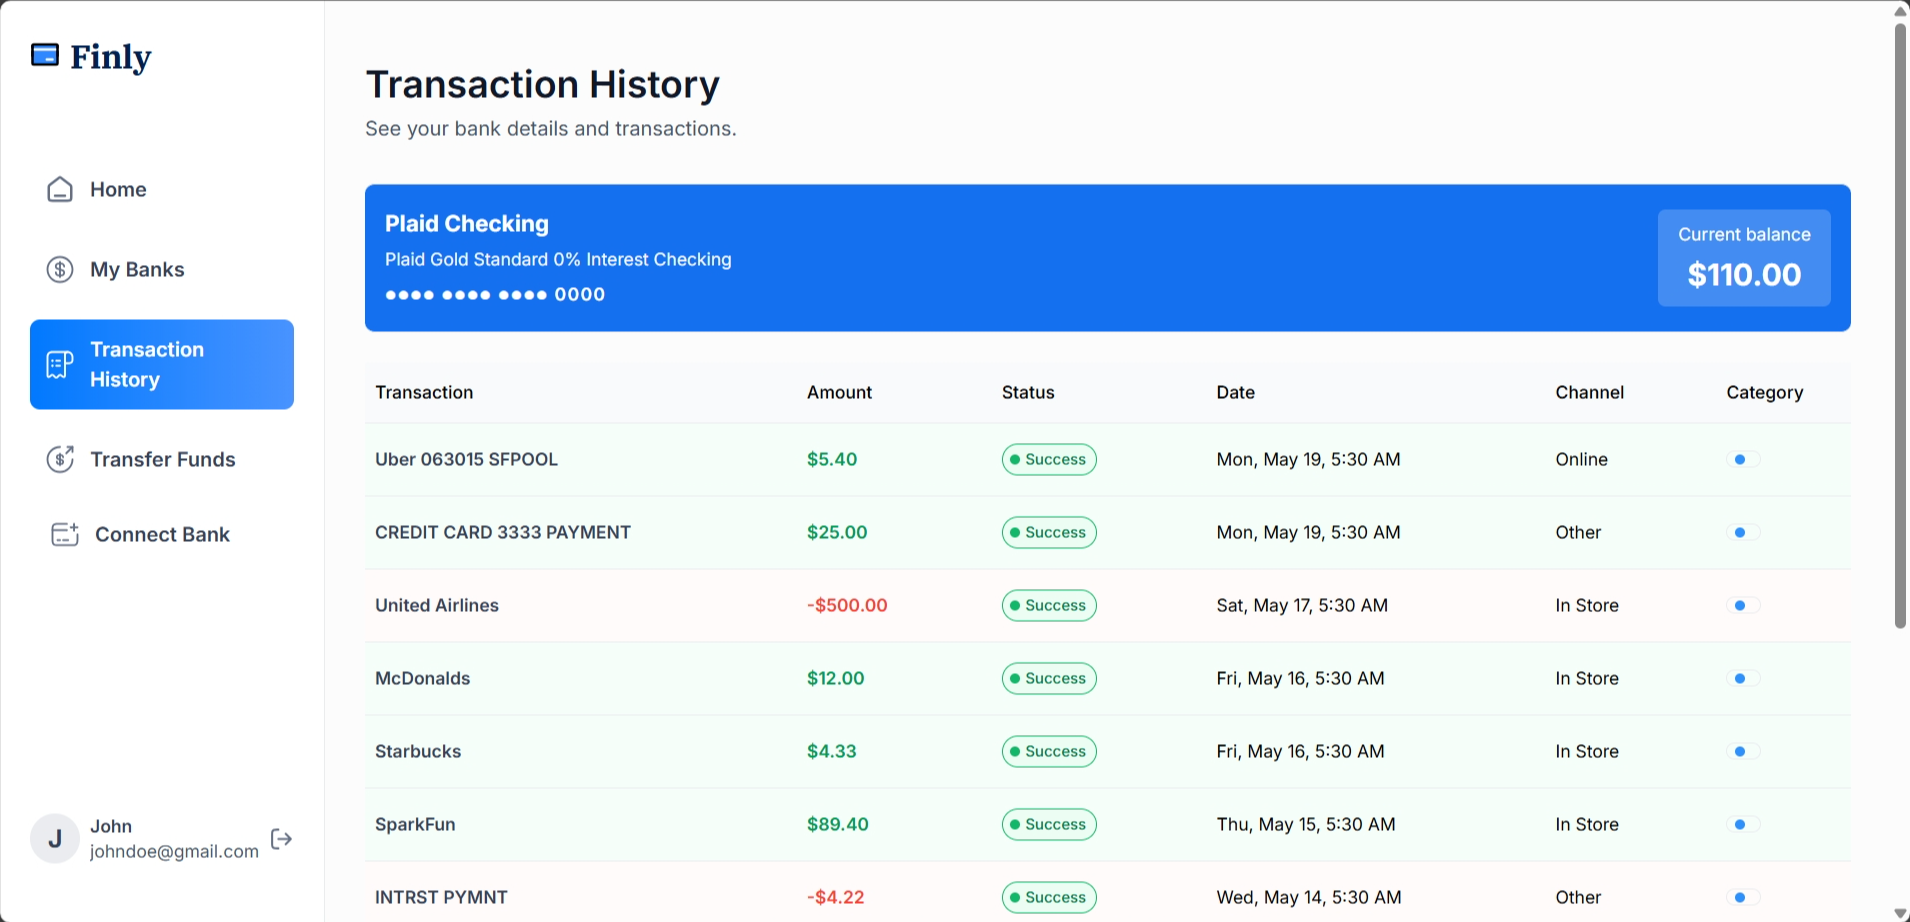 Finly
Home
My Banks
Transaction
History
Transfer Funds
Connect Bank
J
John
johndoe@gmail.com
Transaction History
See your bank details and transactions.
Plaid Checking
Plaid Gold Standard 0% Interest Checking
●●●● ●●●● ●●●● 0000
Current balance
$110.00
Transaction Amount Status Date Channel Category
Uber 063015 SFPOOL $5.40 Success Mon, May 19, 5:30 AM Online
CREDIT CARD 3333 PAYMENT $25.00 Success Mon, May 19, 5:30 AM Other
United Airlines -$500.00 Success Sat, May 17, 5:30 AM In Store
McDonalds $12.00 Success Fri, May 16, 5:30 AM In Store
Starbucks $4.33 Success Fri, May 16, 5:30 AM In Store
SparkFun $89.40 Success Thu, May 15, 5:30 AM In Store
INTRST PYMNT -$4.22 Success Wed, May 14, 5:30 AM Other